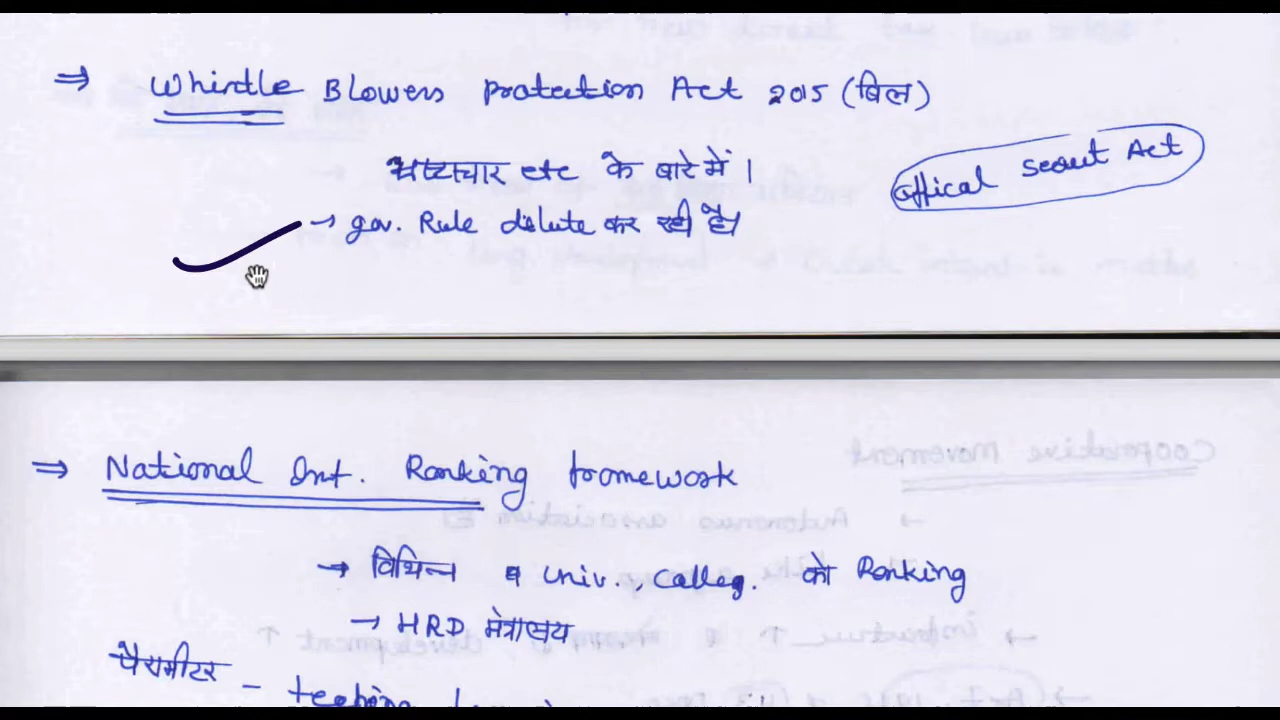 ⇒ Whistle Blowers protection Act 2015 (बिल)
भ्रष्टाचार etc के बारे में।
offical secret Act
→ gov. Rule dilute कर रही है।
⇒ National Int. Ranking framework
→ विभिन्न व univ., colleg. को Ranking
→ HRD मंत्रालय
पैरामीटर –